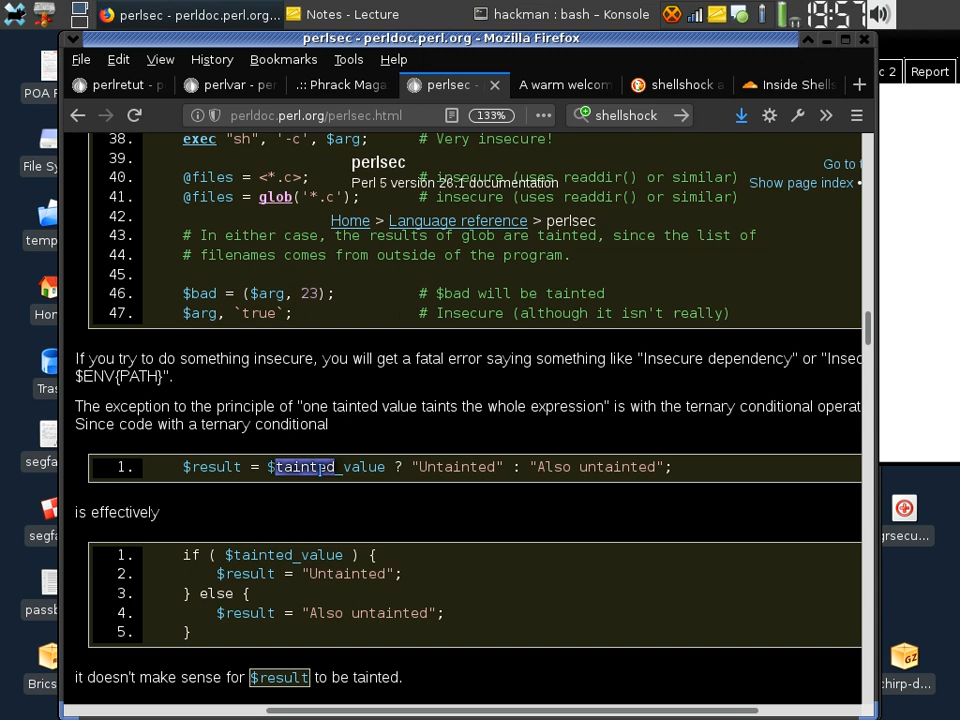 perlsec - perldoc.perl.org...
Notes - Lecture
hackman : bash – Konsole
19:57
perlsec - perldoc.perl.org - Mozilla Firefox
File Edit View History Bookmarks Tools Help
perlretut - p
perlvar - per
.:: Phrack Maga
perlsec -
A warm welcom
shellshock a
Inside Shells
perldoc.perl.org/perlsec.html
133%
shellshock
c 2
Report
POA F
File Sy
temp
Hon
Tras
segfa
segfa
passb
Brics
grsecu...
chirp-d...
38. exec "sh", '-c', $arg; # Very insecure!
39.
perlsec
Go to t
40. @files = <*.c>; # insecure (uses readdir() or similar)
Perl 5 version 26.1 documentation
Show page index •
41. @files = glob('*.c'); # insecure (uses readdir() or similar)
42.
Home > Language reference > perlsec
43. # In either case, the results of glob are tainted, since the list of
44. # filenames comes from outside of the program.
45.
46. $bad = ($arg, 23); # $bad will be tainted
47. $arg, `true`; # Insecure (although it isn't really)
If you try to do something insecure, you will get a fatal error saying something like "Insecure dependency" or "Insec
$ENV{PATH}".
The exception to the principle of "one tainted value taints the whole expression" is with the ternary conditional operat
Since code with a ternary conditional
1. $result = $tainted_value ? "Untainted" : "Also untainted";
is effectively
1. if ( $tainted_value ) {
2. $result = "Untainted";
3. } else {
4. $result = "Also untainted";
5. }
it doesn't make sense for $result to be tainted.